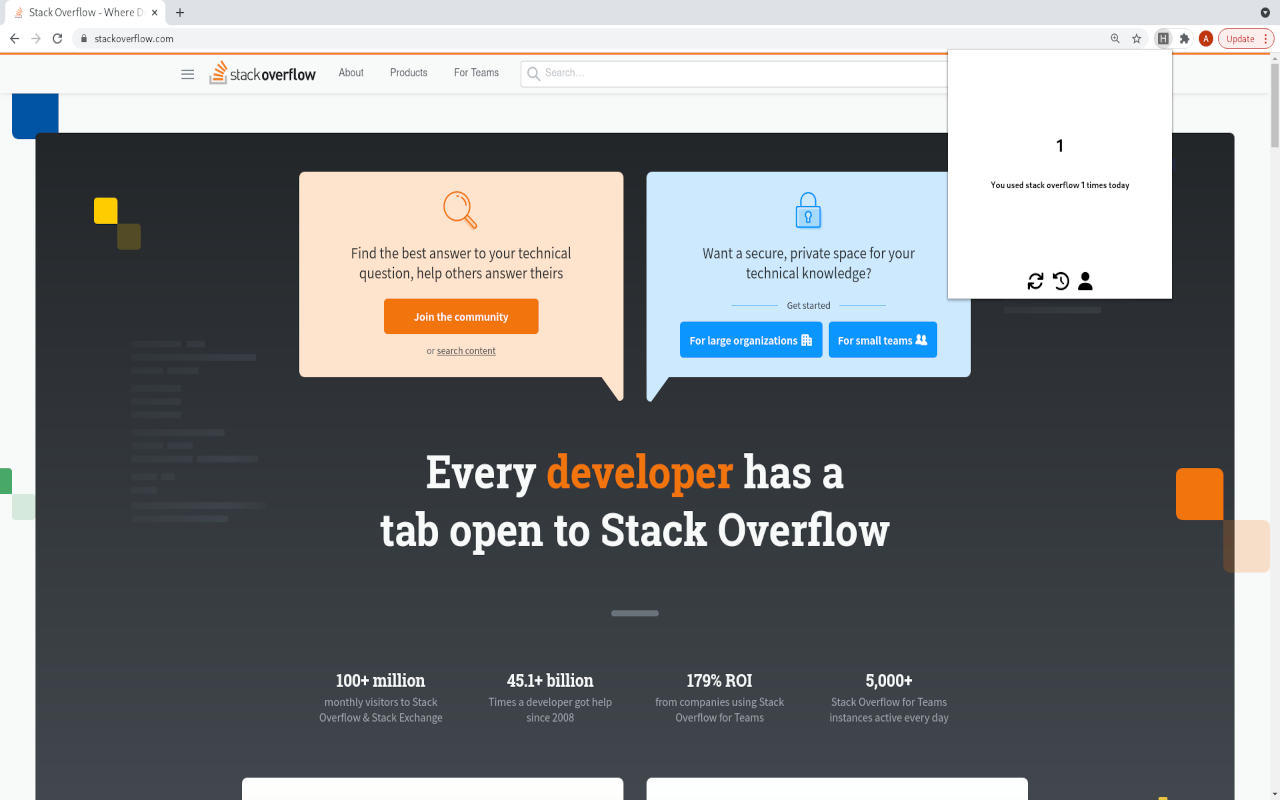 Stack Overflow - Where D
stackoverflow.com
H
A
Update
stackoverflow
About
Products
For Teams
Search...
1
You used stack overflow 1 times today
Find the best answer to your technical
question, help others answer theirs
Join the community
or search content
Want a secure, private space for your
technical knowledge?
Get started
For large organizations
For small teams
Every developer has a
tab open to Stack Overflow
100+ million
monthly visitors to Stack
Overflow & Stack Exchange
45.1+ billion
Times a developer got help
since 2008
179% ROI
from companies using Stack
Overflow for Teams
5,000+
Stack Overflow for Teams
instances active every day